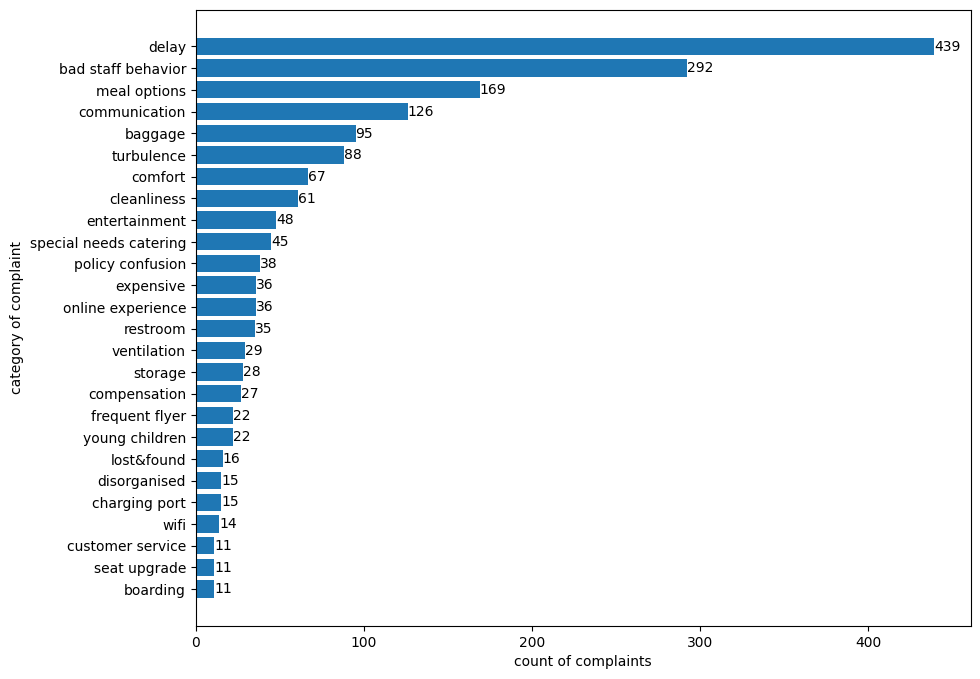 delay 439
bad staff behavior 292
meal options 169
communication 126
baggage 95
turbulence 88
comfort 67
cleanliness 61
entertainment 48
special needs catering 45
policy confusion 38
expensive 36
online experience 36
restroom 35
ventilation 29
storage 28
compensation 27
frequent flyer 22
young children 22
lost&found 16
disorganised 15
charging port 15
wifi 14
customer service 11
seat upgrade 11
boarding 11
category of complaint
0 100 200 300 400
count of complaints